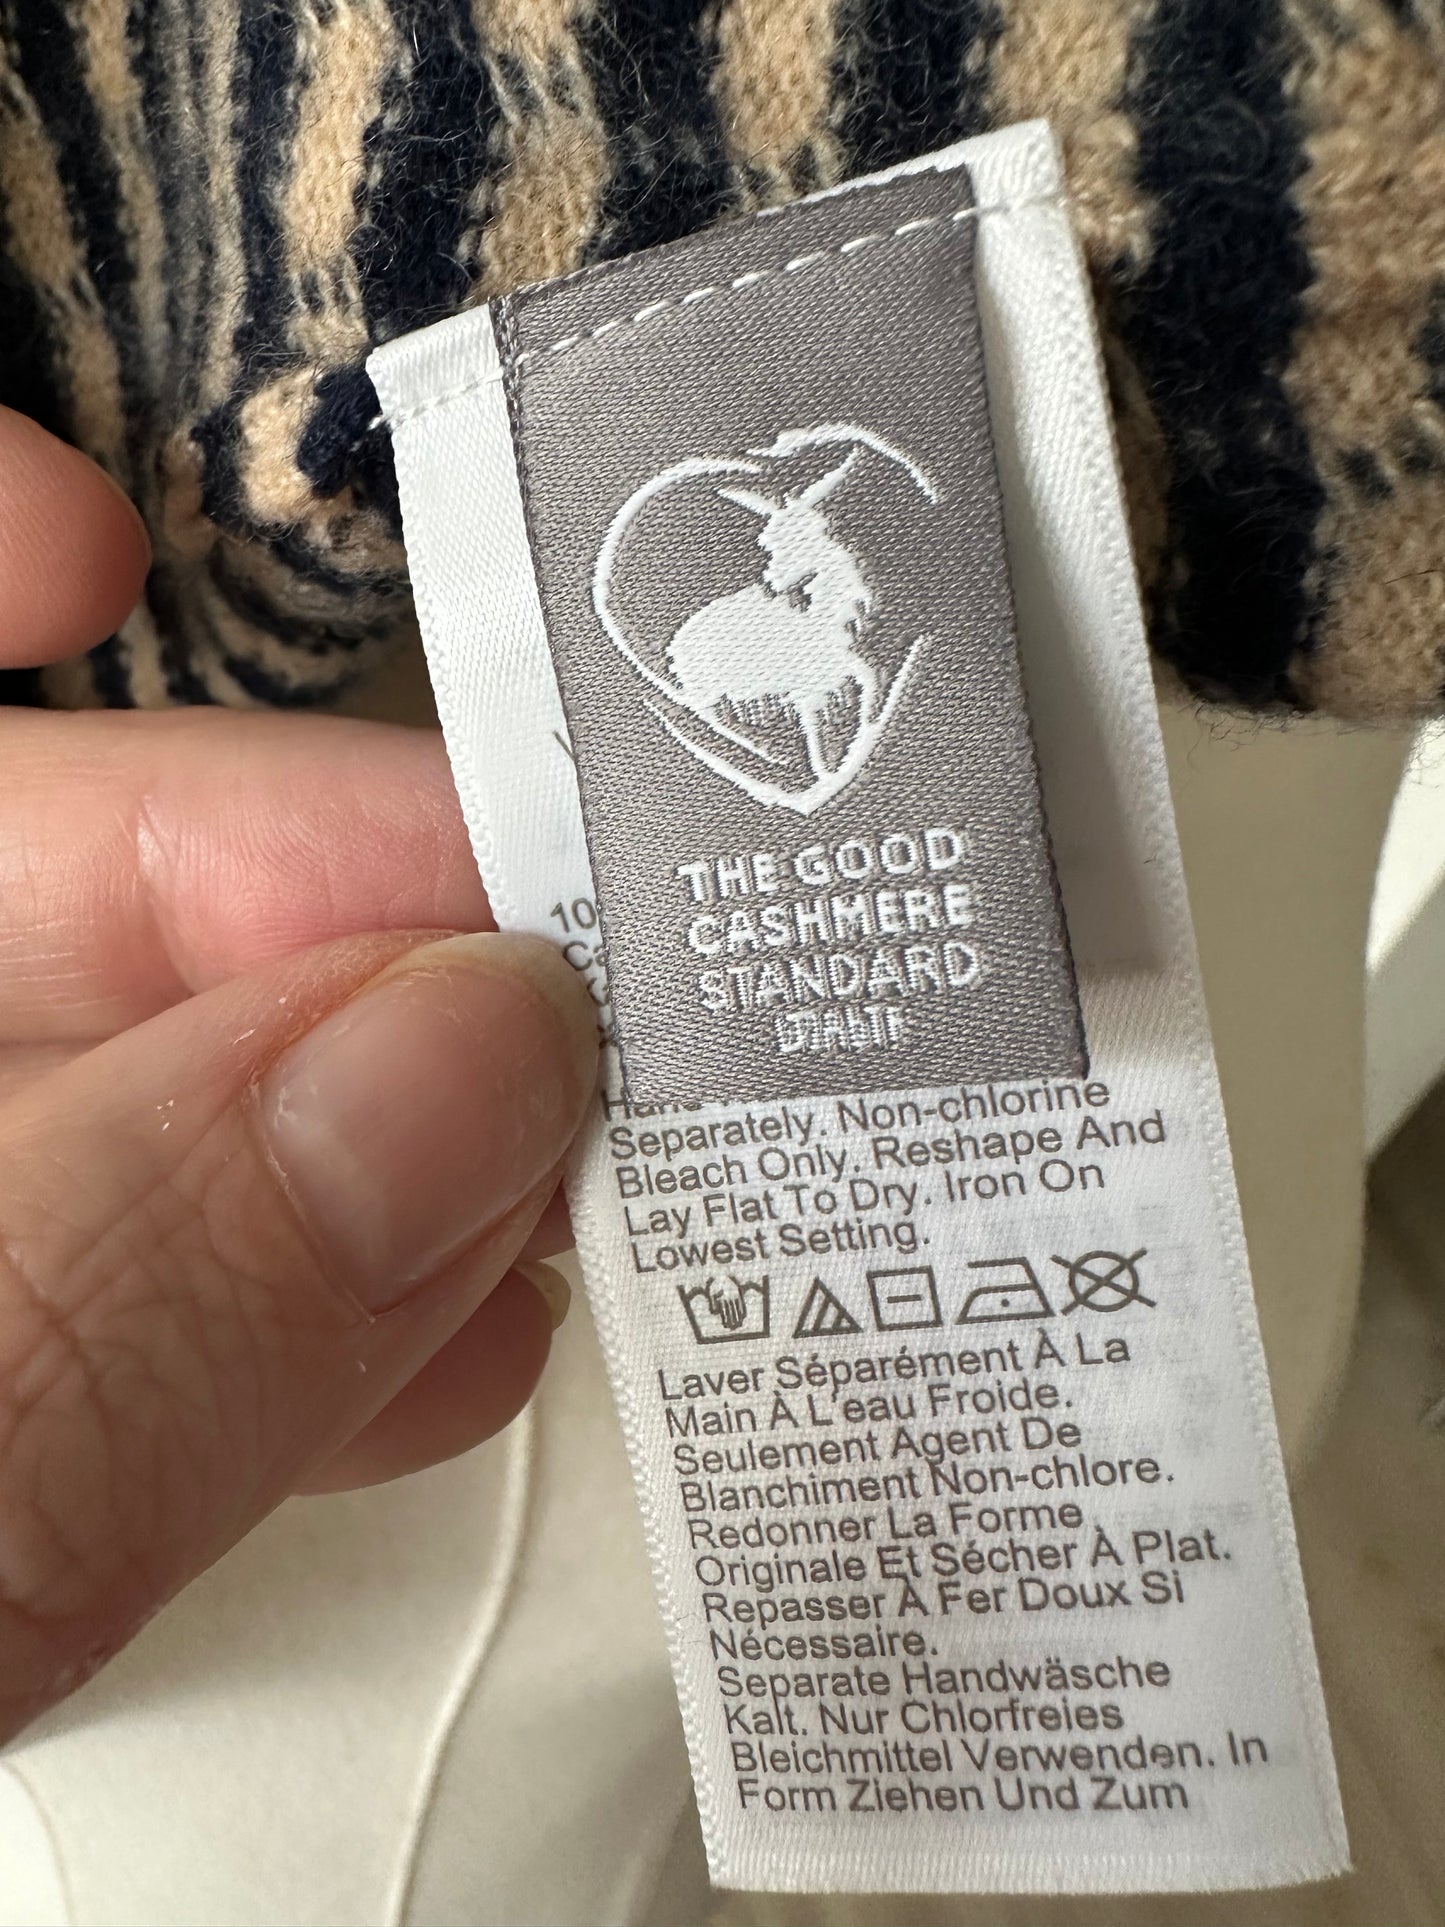 THE GOOD
CASHMERE
STANDARD
10
Ca
Separately. Non-chlorine
Bleach Only. Reshape And
Lay Flat To Dry. Iron On
Lowest Setting.
Laver Séparément À La
Main À L'eau Froide.
Seulement Agent De
Blanchiment Non-chlore.
Redonner La Forme
Originale Et Sécher À Plat.
Repasser À Fer Doux Si
Nécessaire.
Separate Handwäsche
Kalt. Nur Chlorfreies
Bleichmittel Verwenden. In
Form Ziehen Und Zum